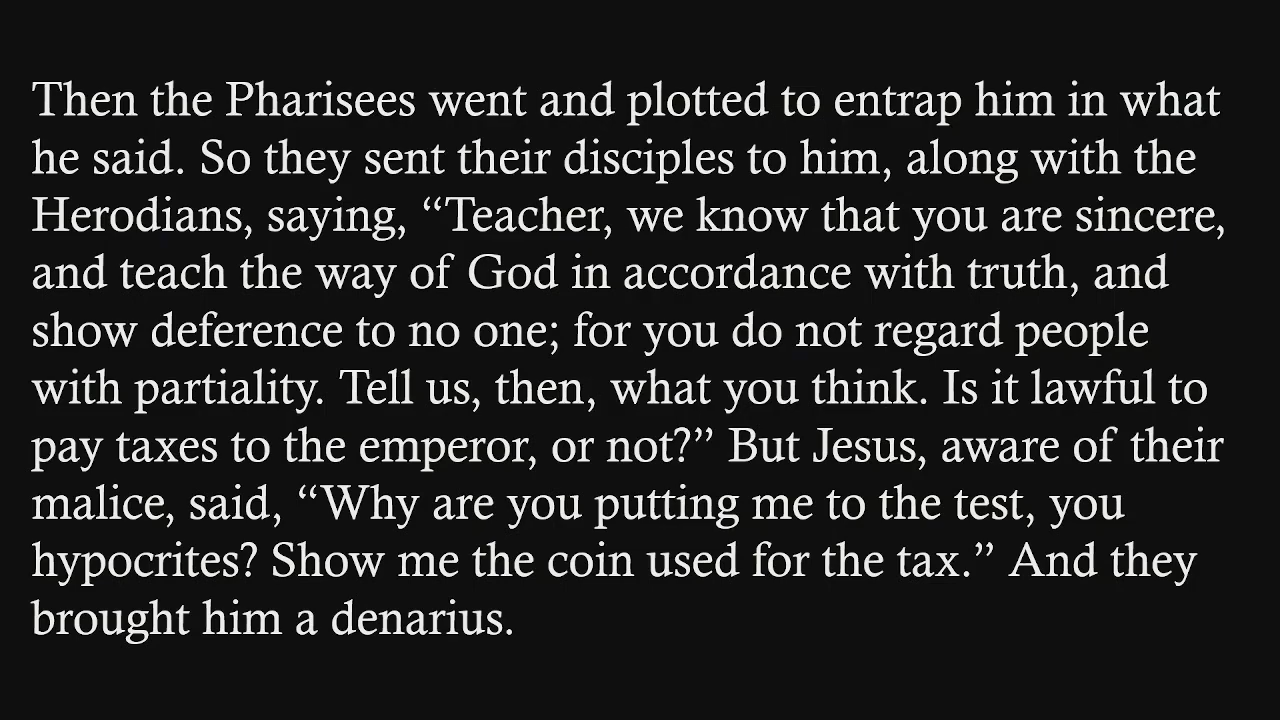 Then the Pharisees went and plotted to entrap him in what
he said. So they sent their disciples to him, along with the
Herodians, saying, “Teacher, we know that you are sincere,
and teach the way of God in accordance with truth, and
show deference to no one; for you do not regard people
with partiality. Tell us, then, what you think. Is it lawful to
pay taxes to the emperor, or not?” But Jesus, aware of their
malice, said, “Why are you putting me to the test, you
hypocrites? Show me the coin used for the tax.” And they
brought him a denarius.